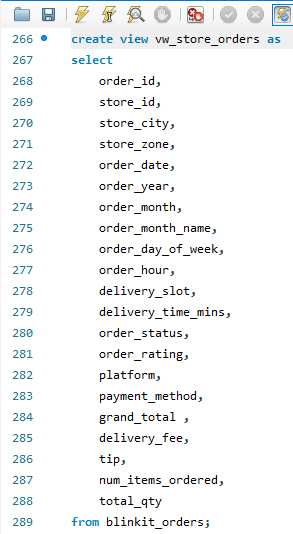 266 create view vw_store_orders as
267 select
268 order_id,
269 store_id,
270 store_city,
271 store_zone,
272 order_date,
273 order_year,
274 order_month,
275 order_month_name,
276 order_day_of_week,
277 order_hour,
278 delivery_slot,
279 delivery_time_mins,
280 order_status,
281 order_rating,
282 platform,
283 payment_method,
284 grand_total ,
285 delivery_fee,
286 tip,
287 num_items_ordered,
288 total_qty
289 from blinkit_orders;